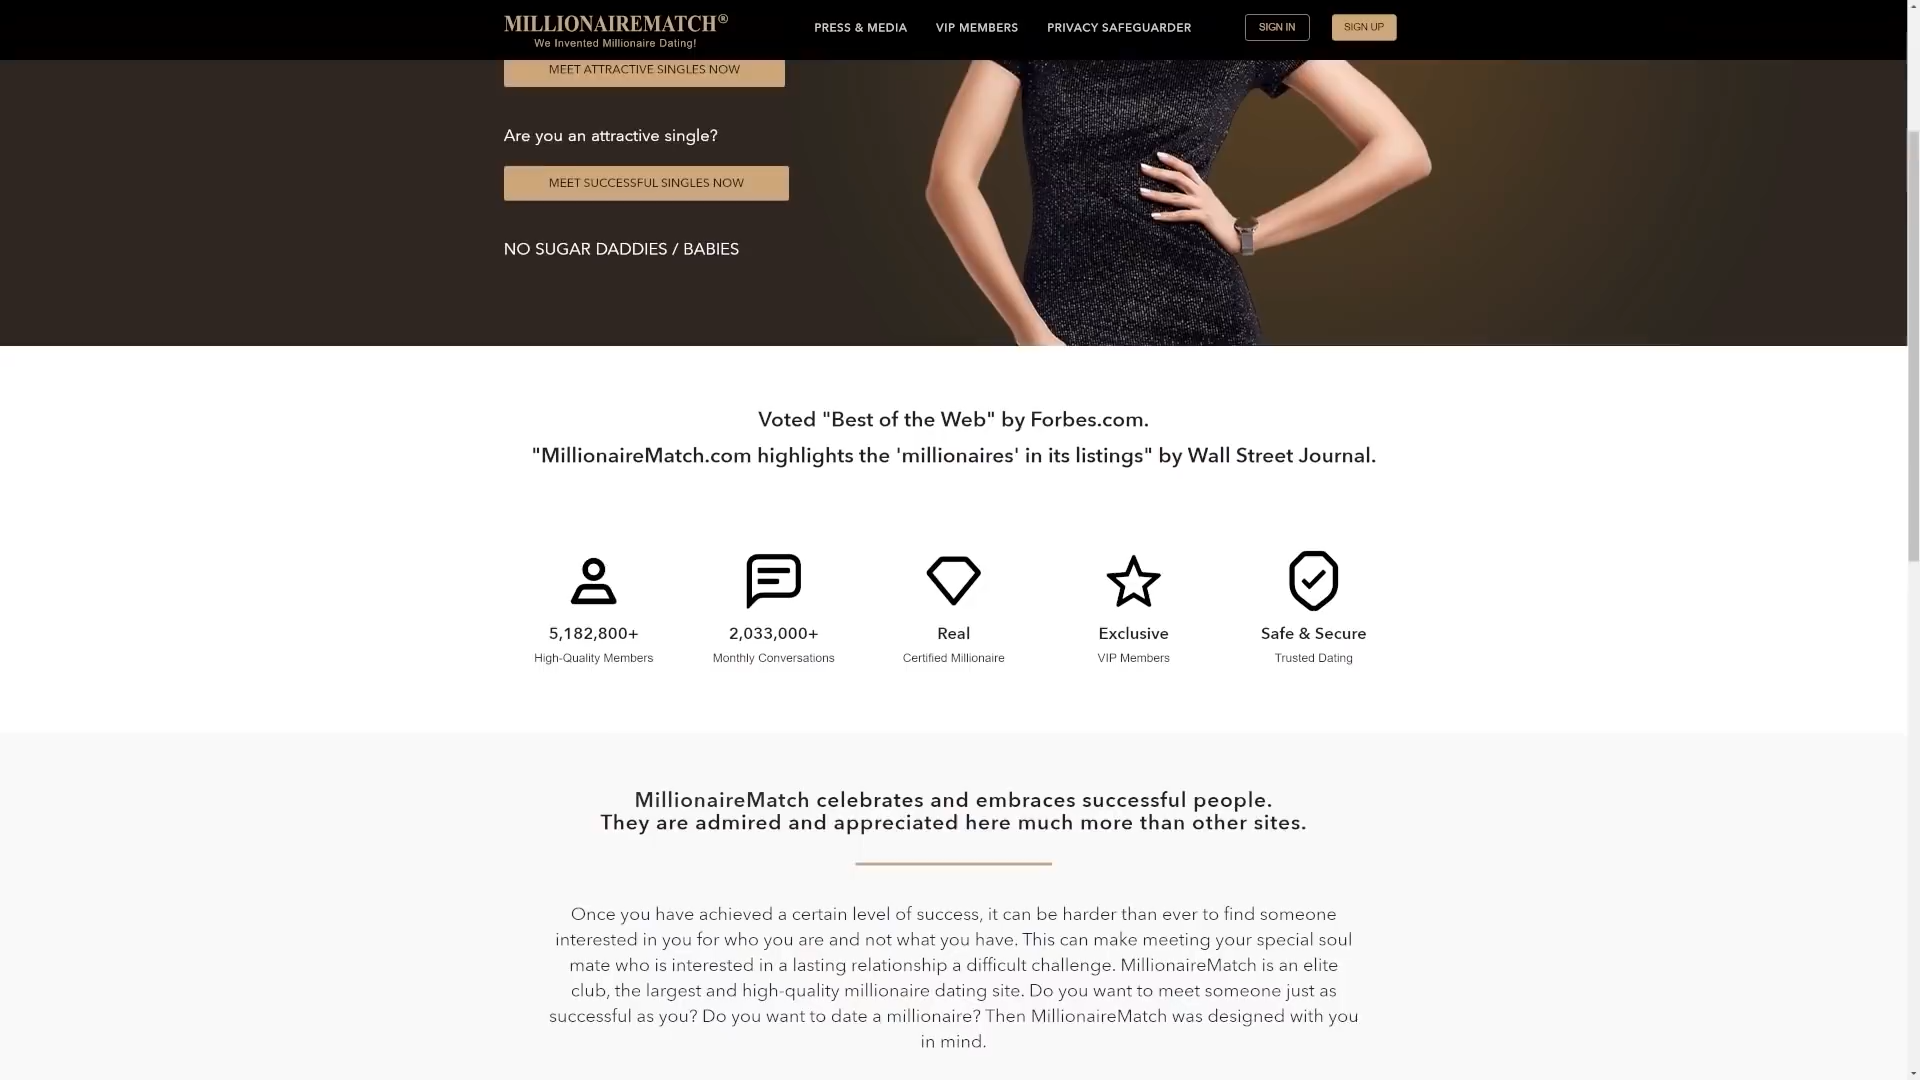 MILLIONAIREMATCH®
We Invented Millionaire Dating!
PRESS & MEDIA
VIP MEMBERS
PRIVACY SAFEGUARDER
SIGN IN
SIGN UP
MEET ATTRACTIVE SINGLES NOW
Are you an attractive single?
MEET SUCCESSFUL SINGLES NOW
NO SUGAR DADDIES / BABIES
Voted "Best of the Web" by Forbes.com.
"MillionaireMatch.com highlights the 'millionaires' in its listings" by Wall Street Journal.
5,182,800+
High-Quality Members
2,033,000+
Monthly Conversations
Real
Certified Millionaire
Exclusive
VIP Members
Safe & Secure
Trusted Dating
MillionaireMatch celebrates and embraces successful people.
They are admired and appreciated here much more than other sites.
Once you have achieved a certain level of success, it can be harder than ever to find someone
interested in you for who you are and not what you have. This can make meeting your special soul
mate who is interested in a lasting relationship a difficult challenge. MillionaireMatch is an elite
club, the largest and high-quality millionaire dating site. Do you want to meet someone just as
successful as you? Do you want to date a millionaire? Then MillionaireMatch was designed with you
in mind.